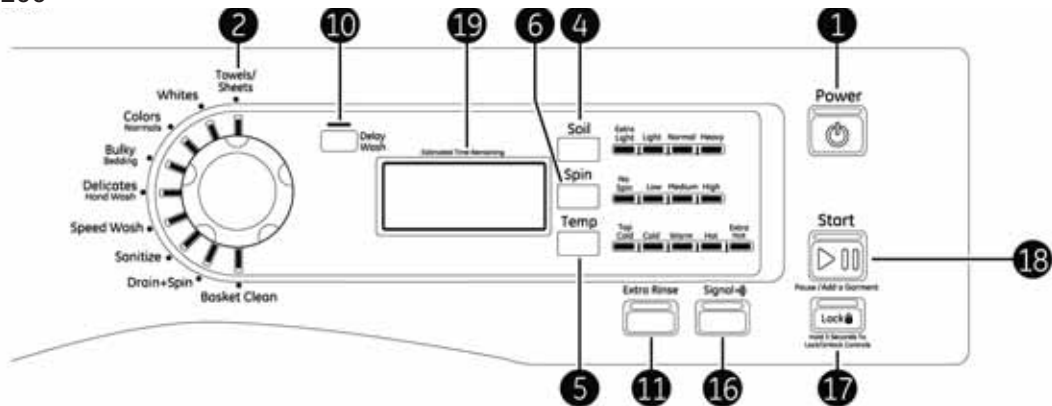 2
10
19
6
4
1
Towels/
Sheets
Whites
Colors
Normals
Bulky
Bedding
Delicates
Hand Wash
Speed Wash
Sanitize
Drain+Spin
Basket Clean
Delay
Wash
Estimated Time Remaining
Soil
Extra
Light
Light
Normal
Heavy
Spin
No
Spin
Low
Medium
High
Temp
Tap
Cold
Cold
Warm
Hot
Extra
Hot
Extra Rinse
Signal
Power
Start
Pause/Add a Garment
Lock
Hold 3 Seconds To
Lock/Unlock Controls
18
5
11
16
17